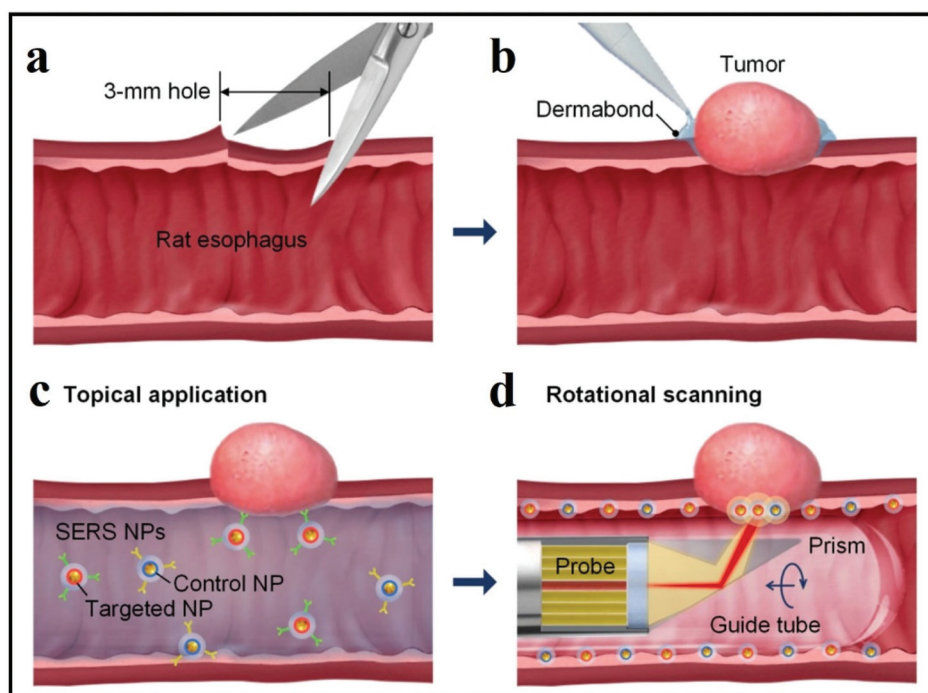 a
3-mm hole
Rat esophagus
b
Tumor
Dermabond
c Topical application
SERS NPs
Control NP
Targeted NP
d Rotational scanning
Prism
Probe
Guide tube